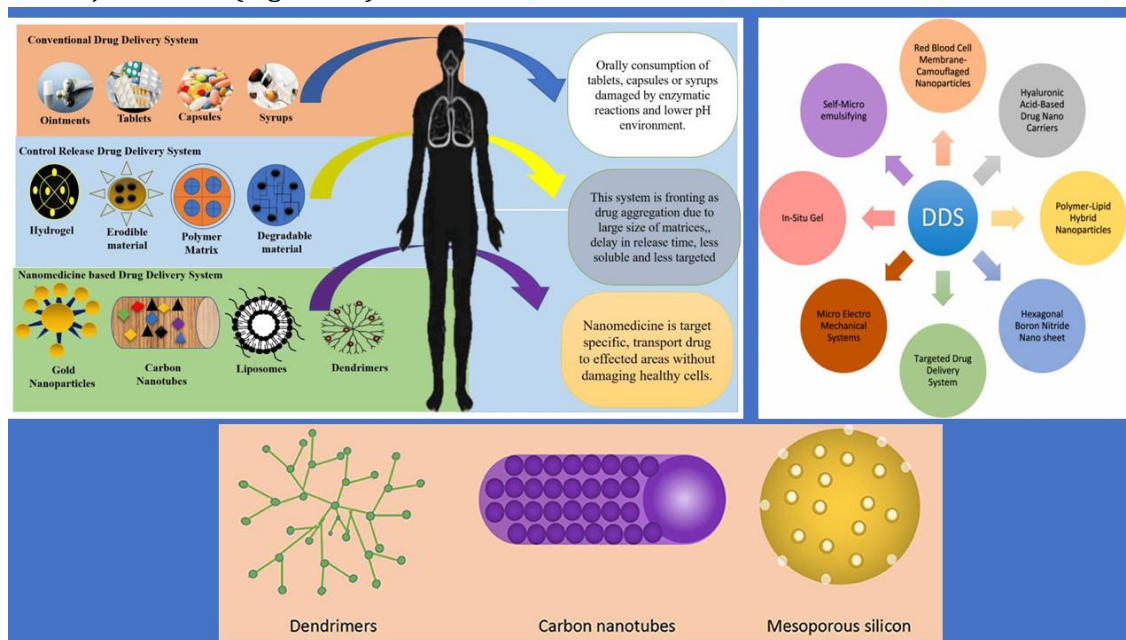 Conventional Drug Delivery System
Ointments
Tablets
Capsules
Syrups
Orally consumption of
tablets, capsules or syrups
damaged by enzymatic
reactions and lower pH
environment.
Control Release Drug Delivery System
Hydrogel
Erodible
material
Polymer
Matrix
Degradable
material
This system is fronting as
drug aggregation due to
large size of matrices,,
delay in release time, less
soluble and less targeted
Nanomedicine based Drug Delivery System
Gold
Nanoparticles
Carbon
Nanotubes
Liposomes
Dendrimers
Nanomedicine is target
specific, transport drug
to effected areas without
damaging healthy cells.
Red Blood Cell
Membrane-
Camouflaged
Nanoparticles
Self-Micro
emulsifying
Hyaluronic
Acid-Based
Drug Nano
Carriers
In-Situ Gel
DDS
Polymer-Lipid
Hybrid
Nanoparticles
Micro Electro
Mechanical
Systems
Hexagonal
Boron Nitride
Nano sheet
Targeted Drug
Delivery
System
Dendrimers
Carbon nanotubes
Mesoporous silicon